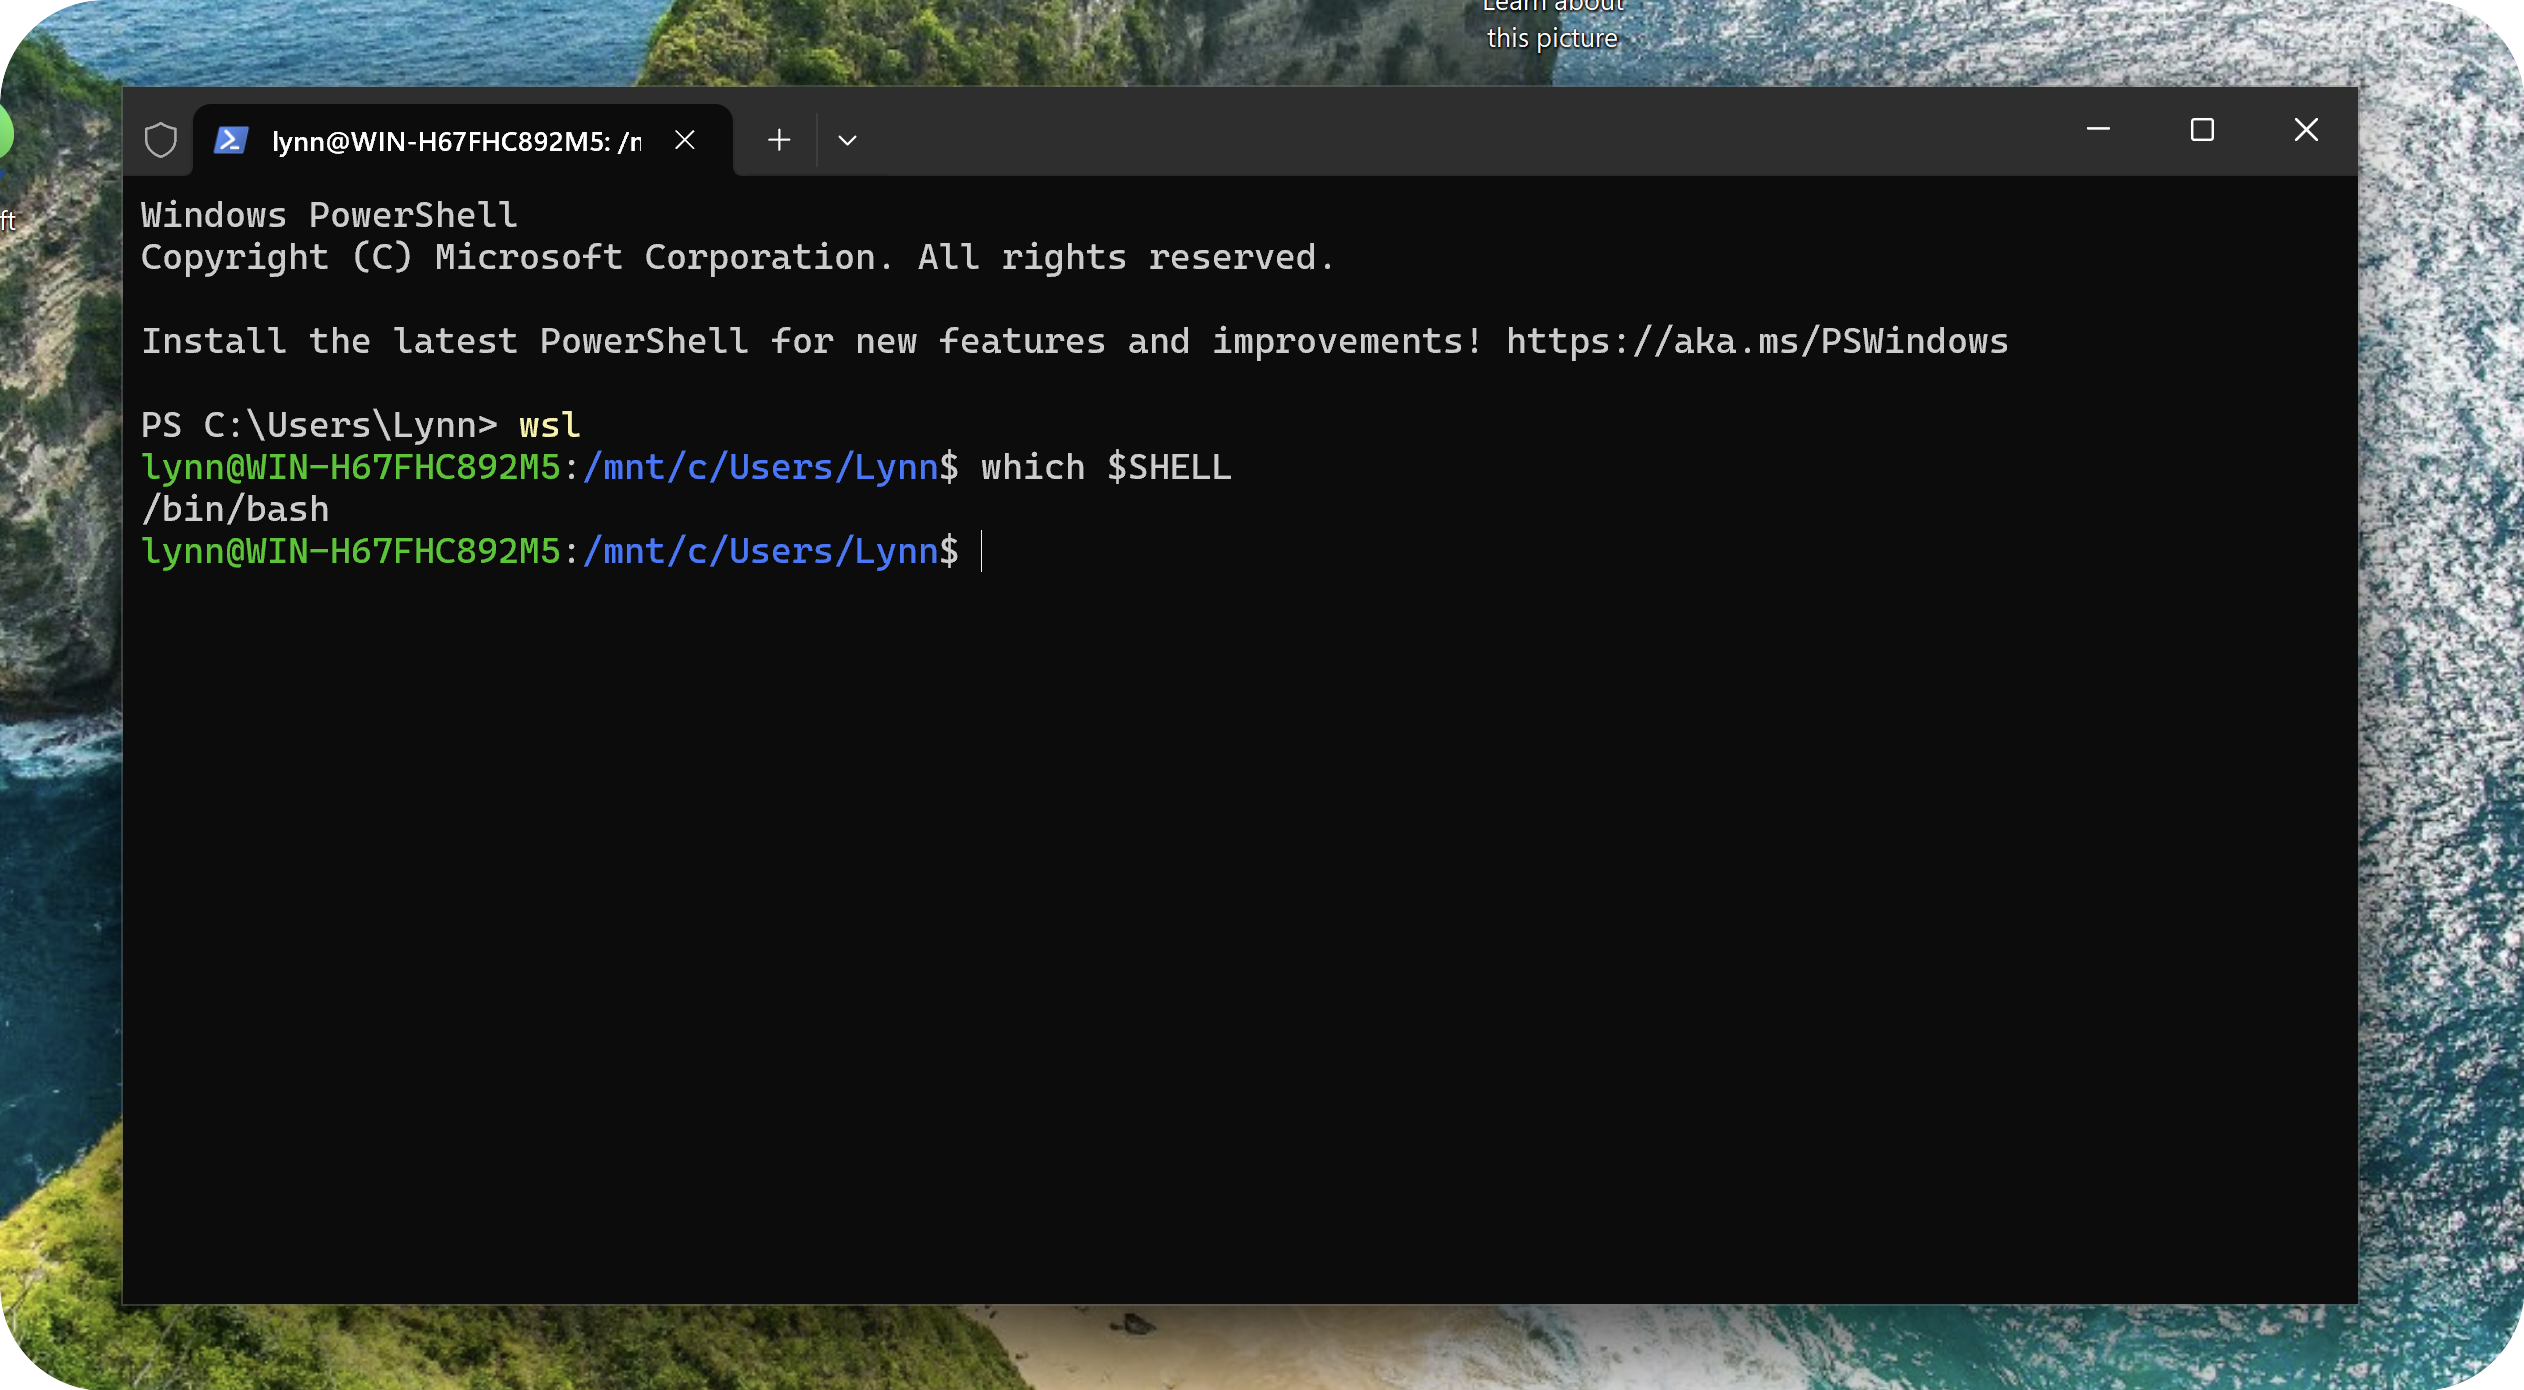 Learn about
this picture
ft
lynn@WIN-H67FHC892M5: /n
Windows PowerShell
Copyright (C) Microsoft Corporation. All rights reserved.
Install the latest PowerShell for new features and improvements! https://aka.ms/PSWindows
PS C:\Users\Lynn> wsl
lynn@WIN-H67FHC892M5:/mnt/c/Users/Lynn$ which $SHELL
/bin/bash
lynn@WIN-H67FHC892M5:/mnt/c/Users/Lynn$